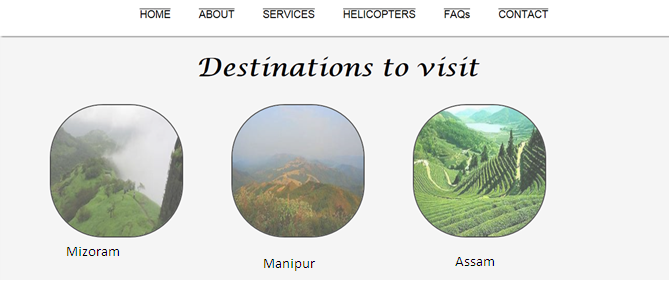 HOME ABOUT SERVICES HELICOPTERS FAQs CONTACT
Destinations to visit
Mizoram Manipur Assam